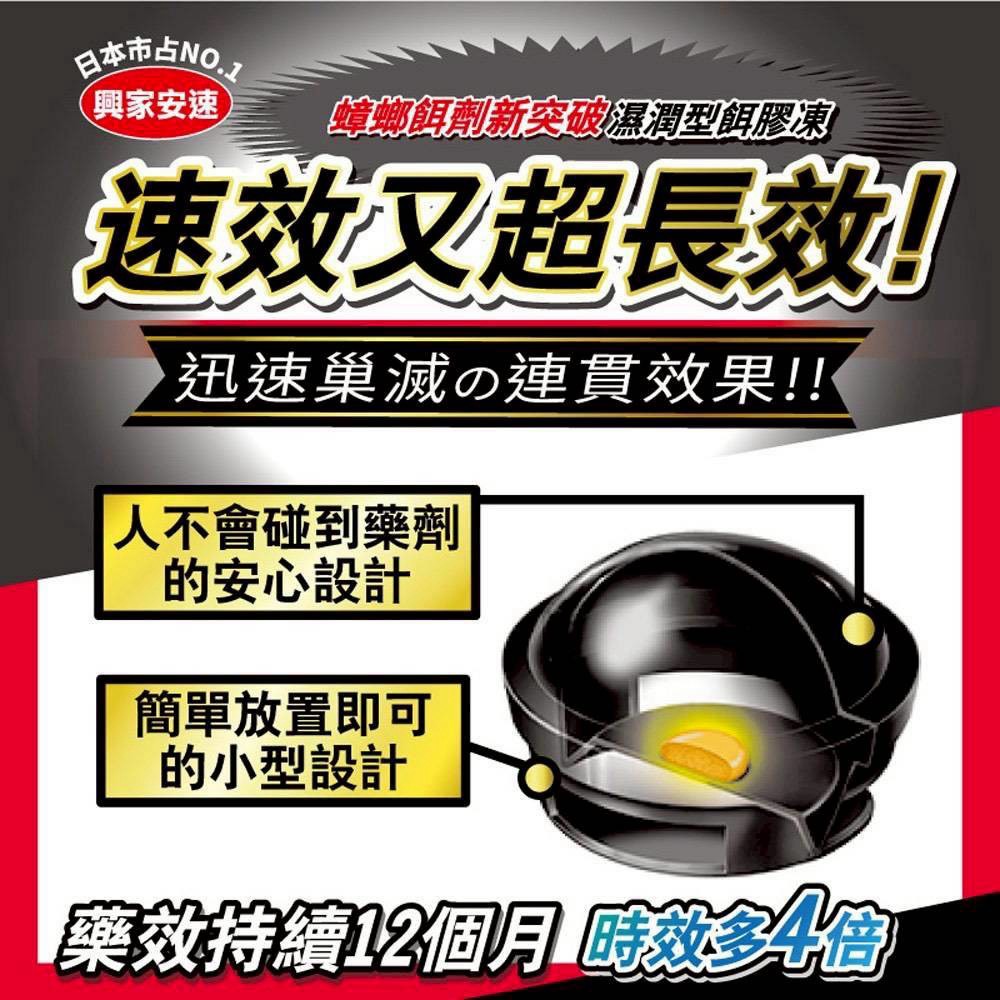 日本市占NO.1
興家安速
蟑螂餌劑新突破 濕潤型餌膠凍
速效又超長效!
迅速巢滅の連貫效果!!
人不會碰到藥劑
的安心設計
簡單放置即可
的小型設計
藥效持續12個月 時效多4倍